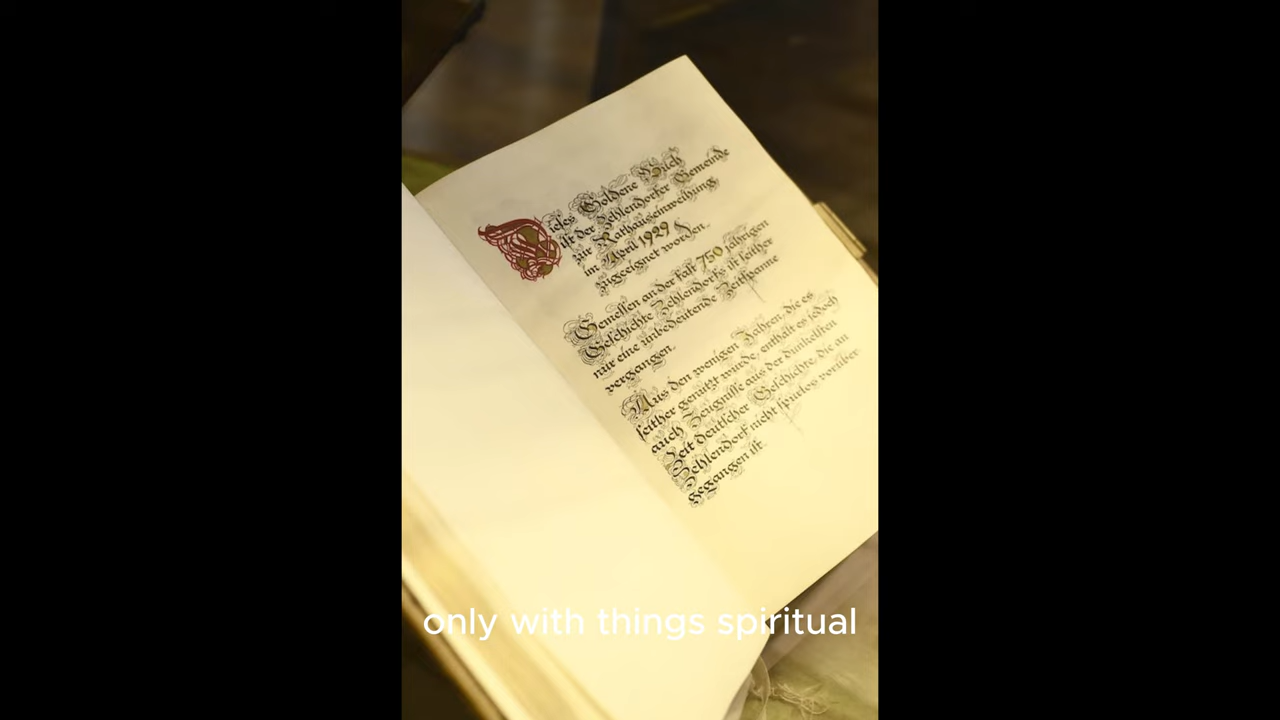 Dieses Goldene Buch
ist der Zehlendorfer Gemeinde
zur Rathauseinweihung
im April 1929
zugeeignet worden.
Gemessen an der fast 750 jährigen
Geschichte Zehlendorfs ist seither
nur eine unbedeutende Zeitspanne
vergangen.
Aus den wenigen Jahren, die es
seither genutzt wurde, enthält es jedoch
auch Zeugnisse aus der dunkelsten
Zeit deutscher Geschichte, die an
Zehlendorf nicht spurlos vorüber
gegangen ist.
only with things spiritual